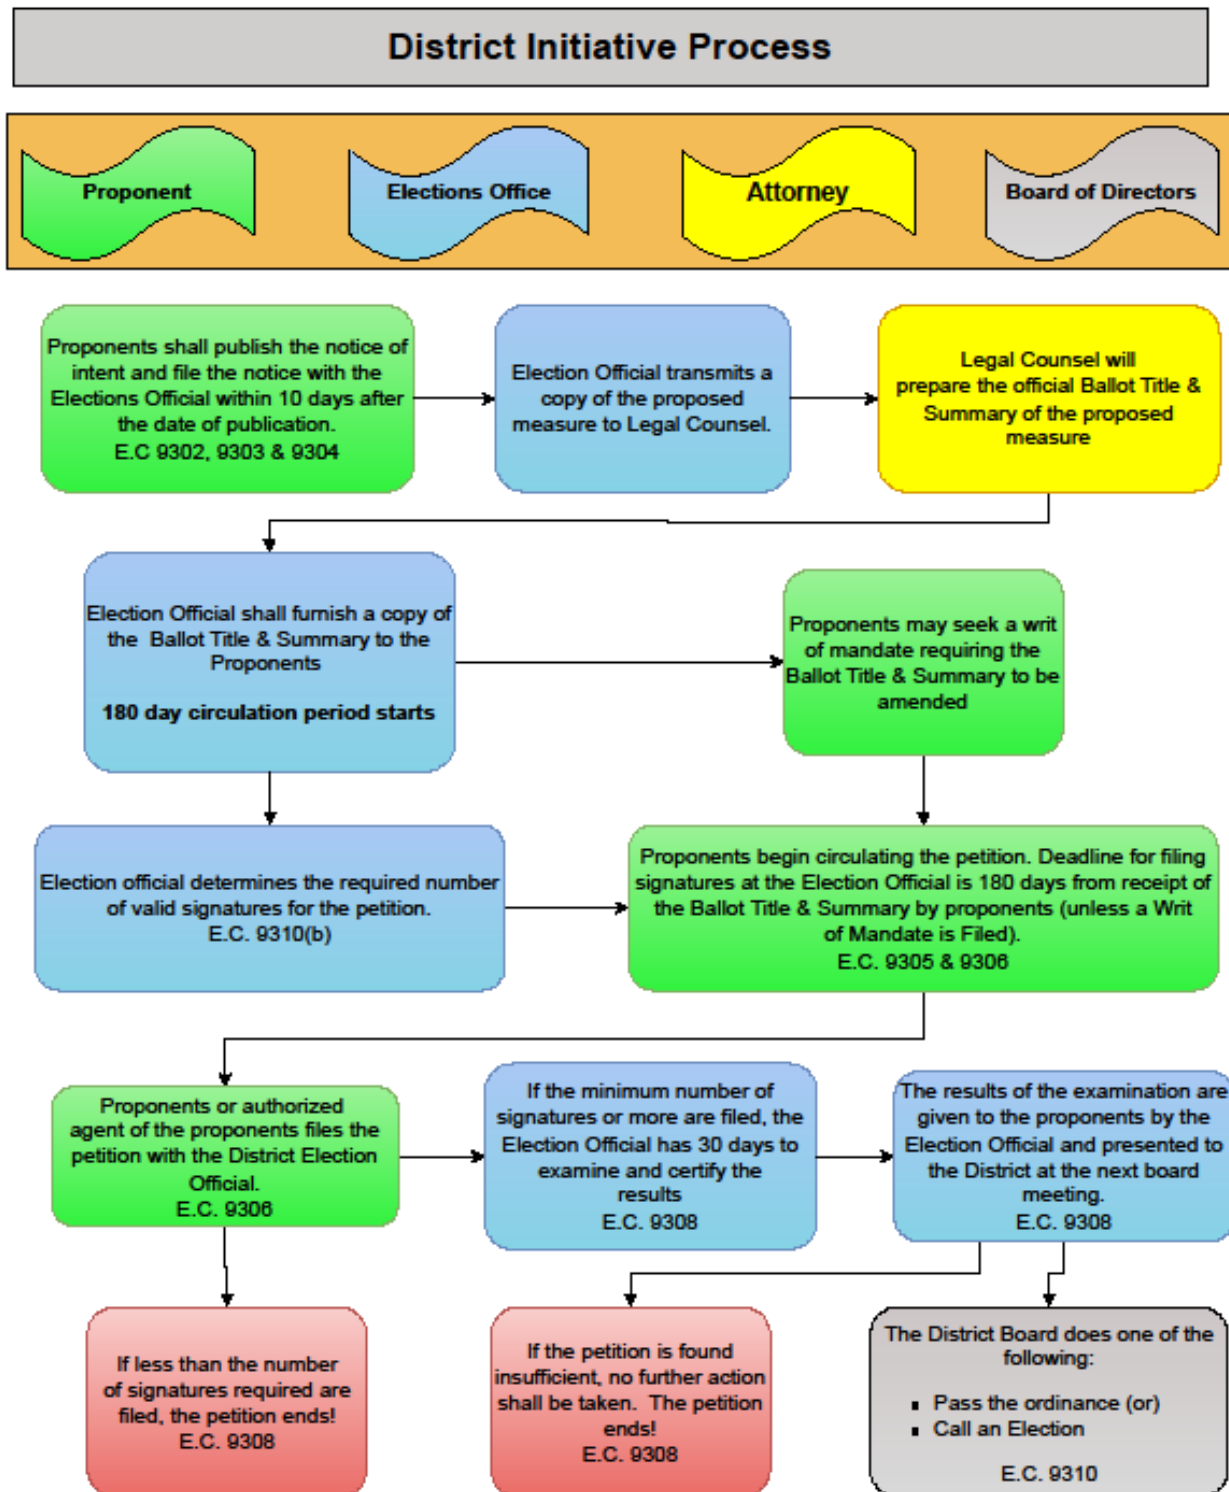 District Initiative Process
Proponent
Elections Office
Attorney
Board of Directors
Proponents shall publish the notice of
intent and file the notice with the
Elections Official within 10 days after
the date of publication.
E.C 9302, 9303 & 9304
Election Official transmits a
copy of the proposed
measure to Legal Counsel.
Legal Counsel will
prepare the official Ballot Title &
Summary of the proposed
measure
Election Official shall furnish a copy of
the Ballot Title & Summary to the
Proponents
180 day circulation period starts
Proponents may seek a writ
of mandate requiring the
Ballot Title & Summary to be
amended
Election official determines the required number
of valid signatures for the petition.
E.C. 9310(b)
Proponents begin circulating the petition. Deadline for filing
signatures at the Election Official is 180 days from receipt of
the Ballot Title & Summary by proponents (unless a Writ
of Mandate is Filed).
E.C. 9305 & 9306
Proponents or authorized
agent of the proponents files the
petition with the District Election
Official.
E.C. 9306
If the minimum number of
signatures or more are filed, the
Election Official has 30 days to
examine and certify the
results
E.C. 9308
The results of the examination are
given to the proponents by the
Election Official and presented to
the District at the next board
meeting.
E.C. 9308
If less than the number
of signatures required are
filed, the petition ends!
E.C. 9308
If the petition is found
insufficient, no further action
shall be taken. The petition
ends!
E.C. 9308
The District Board does one of the
following:
▪ Pass the ordinance (or)
▪ Call an Election
E.C. 9310